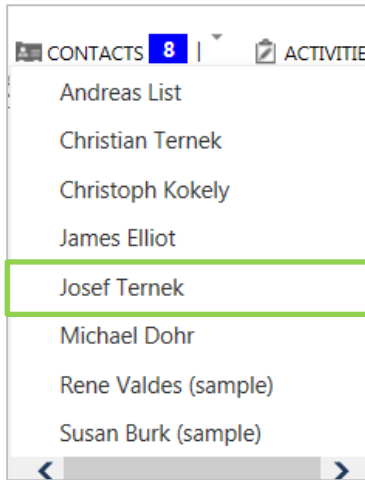 CONTACTS 8 | ACTIVITIE
Andreas List
Christian Ternek
Christoph Kokely
James Elliot
Josef Ternek
Michael Dohr
Rene Valdes (sample)
Susan Burk (sample)